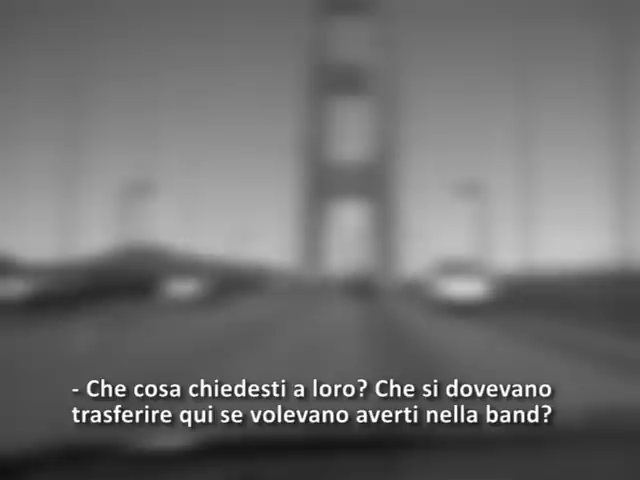 - Che cosa chiedesti a loro? Che si dovevano
trasferire qui se volevano averti nella band?